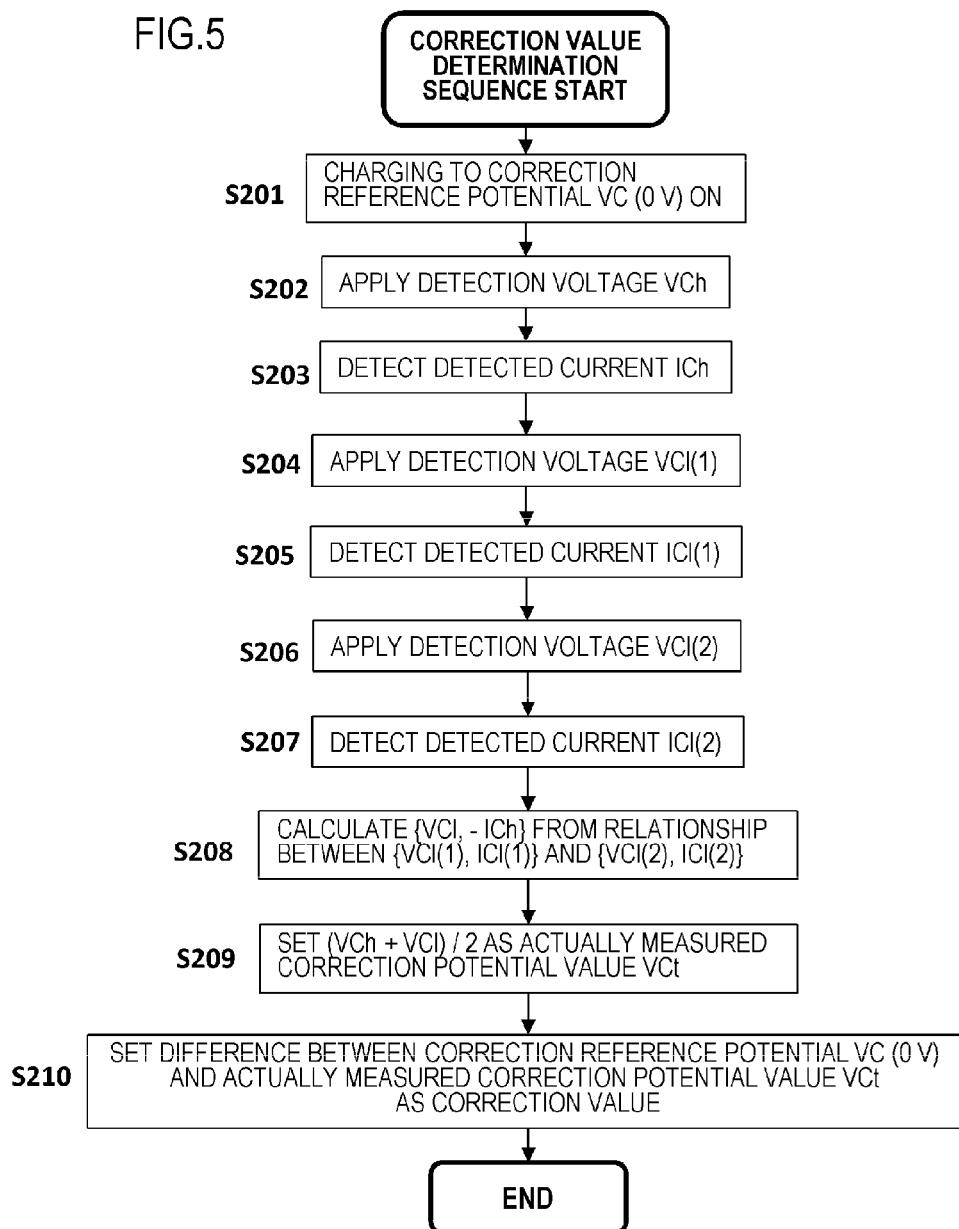 FIG.5
CORRECTION VALUE
DETERMINATION
SEQUENCE START
S201
CHARGING TO CORRECTION
REFERENCE POTENTIAL VC (0 V) ON
S202
APPLY DETECTION VOLTAGE VCh
S203
DETECT DETECTED CURRENT ICh
S204
APPLY DETECTION VOLTAGE VCl(1)
S205
DETECT DETECTED CURRENT ICl(1)
S206
APPLY DETECTION VOLTAGE VCl(2)
S207
DETECT DETECTED CURRENT ICl(2)
S208
CALCULATE {VCl, - ICh} FROM RELATIONSHIP
BETWEEN {VCl(1), ICl(1)} AND {VCl(2), ICl(2)}
S209
SET (VCh + VCl) / 2 AS ACTUALLY MEASURED
CORRECTION POTENTIAL VALUE VCt
S210
SET DIFFERENCE BETWEEN CORRECTION REFERENCE POTENTIAL VC (0 V)
AND ACTUALLY MEASURED CORRECTION POTENTIAL VALUE VCt
AS CORRECTION VALUE
END